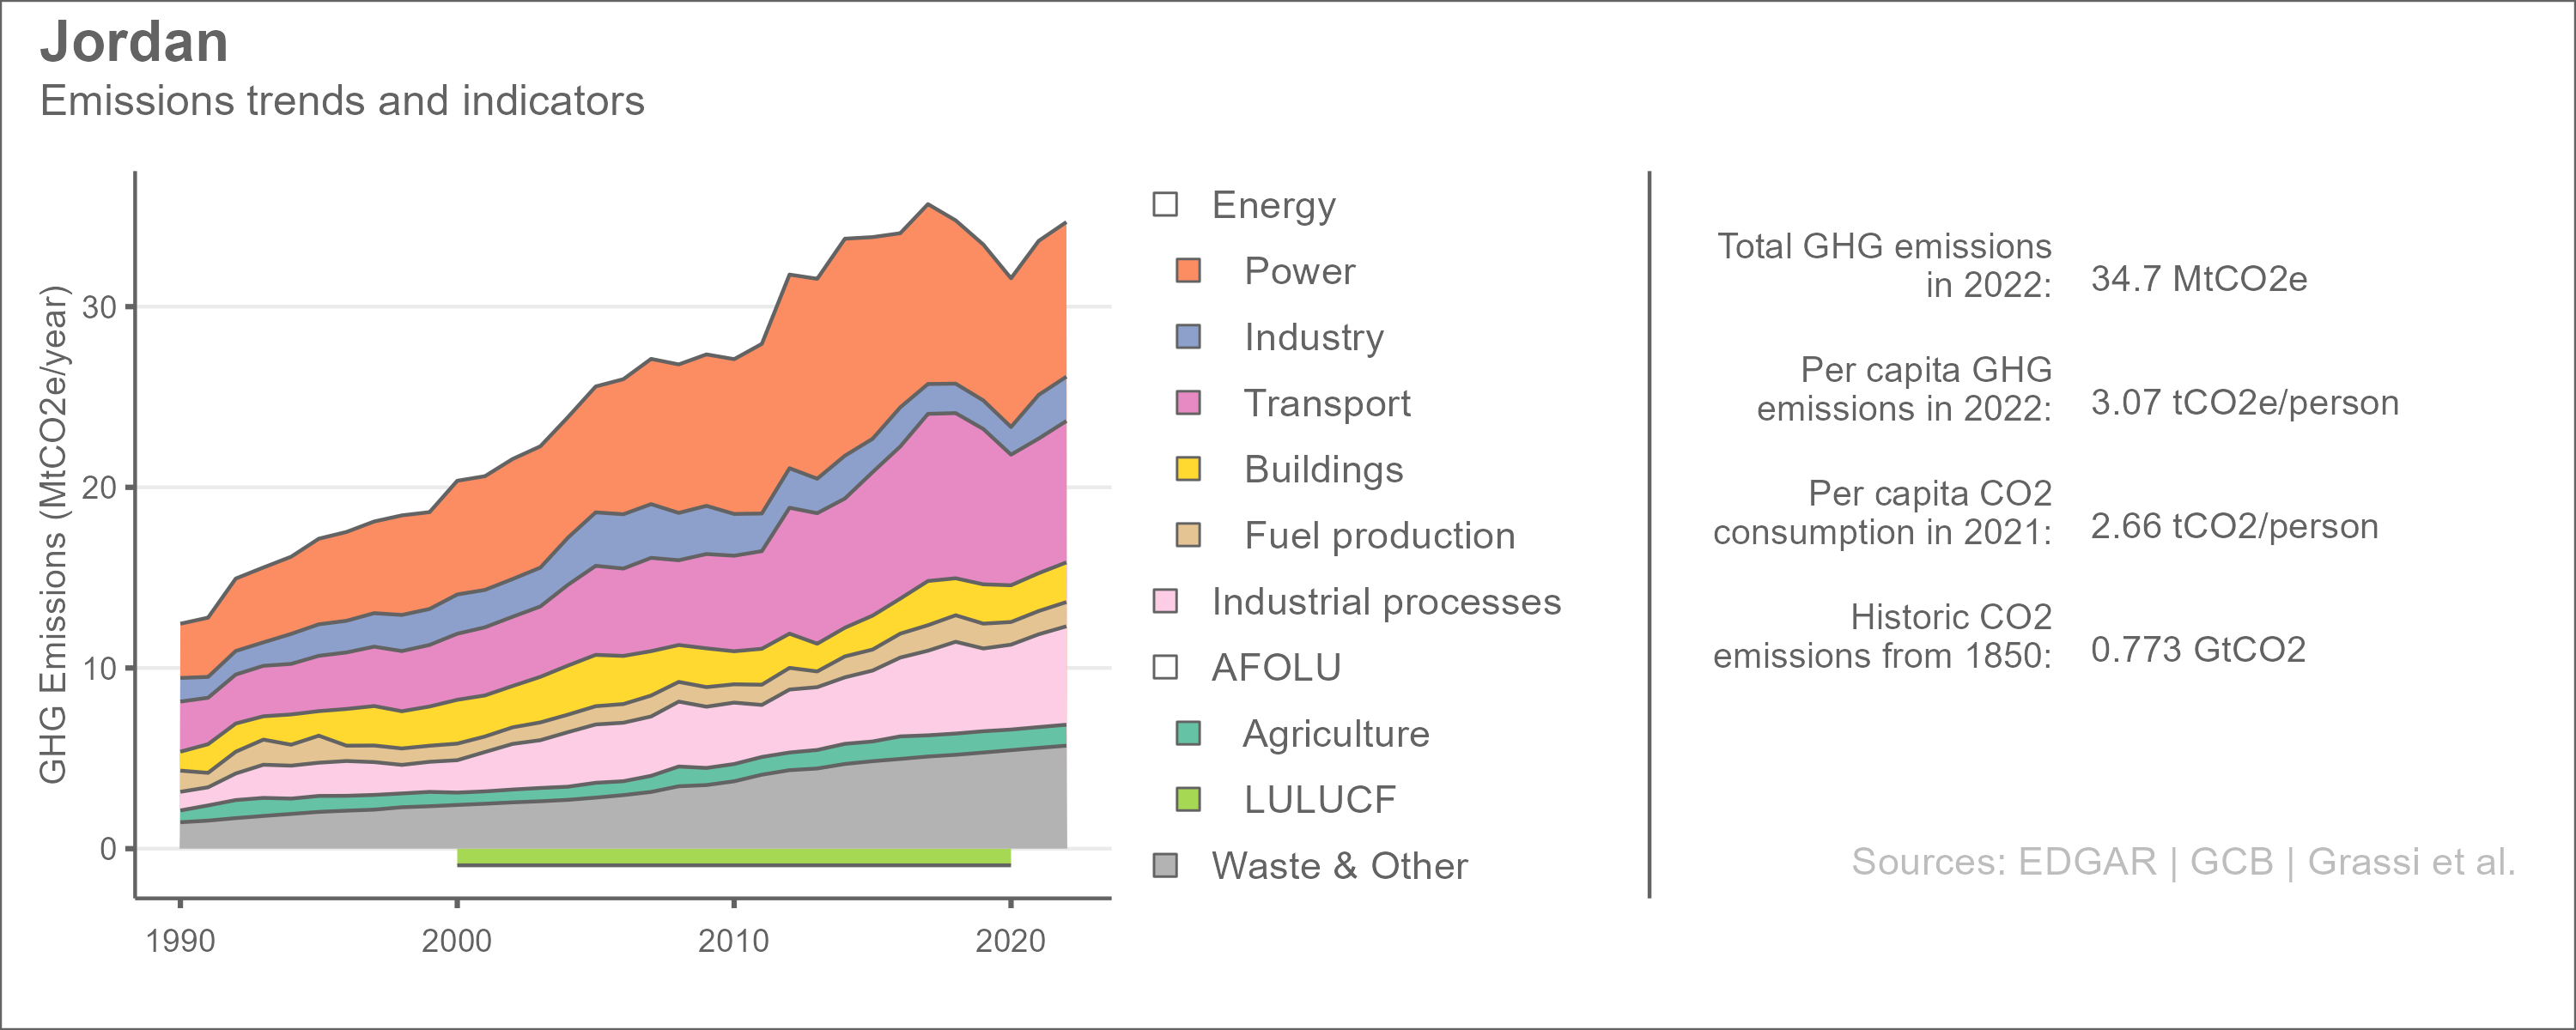 Jordan
Emissions trends and indicators
GHG Emissions (MtCO2e/year)
30
20
10
0
1990
2000
2010
2020
Energy
Power
Industry
Transport
Buildings
Fuel production
Industrial processes
AFOLU
Agriculture
LULUCF
Waste & Other
Total GHG emissions
in 2022:
34.7 MtCO2e
Per capita GHG
emissions in 2022:
3.07 tCO2e/person
Per capita CO2
consumption in 2021:
2.66 tCO2/person
Historic CO2
emissions from 1850:
0.773 GtCO2
Sources: EDGAR | GCB | Grassi et al.